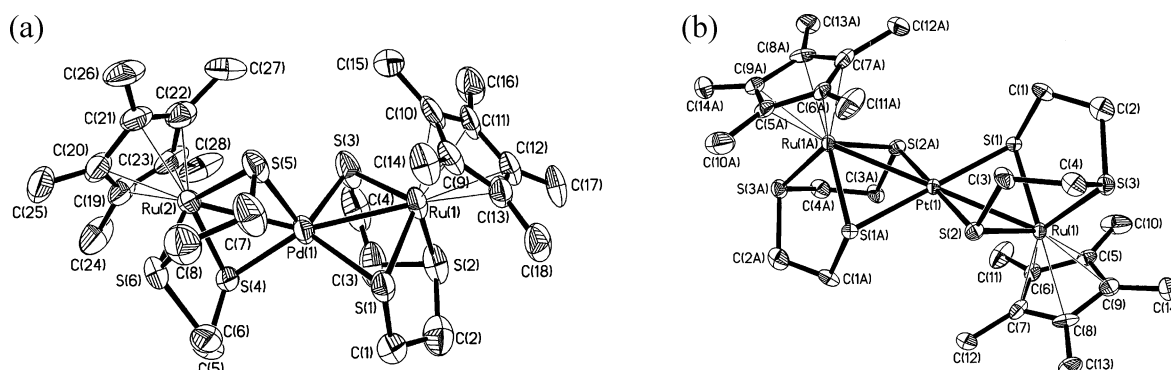 (a)
C(26)
C(27)
C(22)
C(21)
C(20)
C(23)
C(28)
C(25)
C(19)
C(24)
Ru(2)
S(5)
C(7)
C(8)
S(6)
S(4)
C(6)
C(5)
Pd(1)
C(15)
C(16)
C(10)
C(11)
S(3)
C(14)
C(9)
C(12)
C(17)
C(4)
Ru(1)
C(13)
C(18)
C(3)
S(2)
S(1)
C(1)
C(2)
(b)
C(13A)
C(12A)
C(8A)
C(7A)
C(9A)
C(14A)
C(6A)
C(11A)
C(5A)
C(10A)
Ru(1A)
S(2A)
S(3A)
C(3A)
C(4A)
Pt(1)
S(1A)
C(2A)
C(1A)
C(1)
C(2)
S(1)
C(4)
C(3)
S(3)
S(2)
Ru(1)
C(10)
C(11)
C(5)
C(6)
C(9)
C(7)
C(8)
C(12)
C(13)